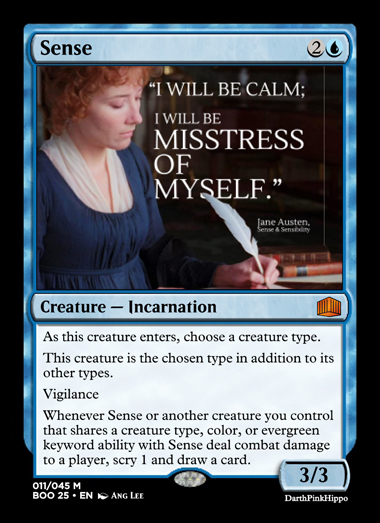 Sense 2
“I WILL BE CALM;
I WILL BE
MISSTRESS
OF
MYSELF.”
Jane Austen,
Sense & Sensibility
Creature — Incarnation
As this creature enters, choose a creature type.
This creature is the chosen type in addition to its
other types.
Vigilance
Whenever Sense or another creature you control
that shares a creature type, color, or evergreen
keyword ability with Sense deal combat damage
to a player, scry 1 and draw a card.
3/3
011/045 M
BOO 25 • EN Ang Lee
DarthPinkHippo